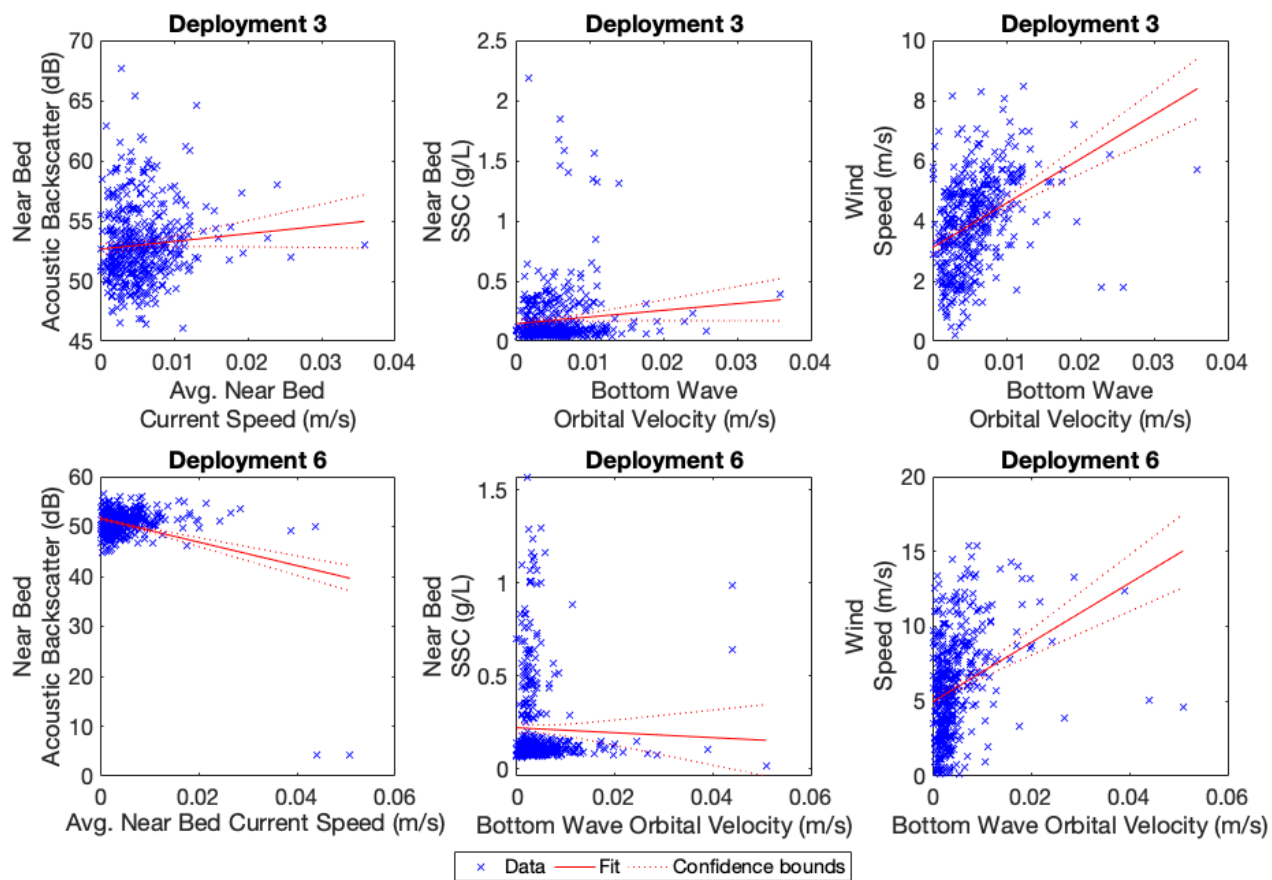 Deployment 3
Near Bed
Acoustic Backscatter (dB)
70
65
60
55
50
45
0
0.01
0.02
0.03
0.04
Avg. Near Bed
Current Speed (m/s)
Deployment 3
Near Bed
SSC (g/L)
2.5
2
1.5
1
0.5
0
0
0.01
0.02
0.03
0.04
Bottom Wave
Orbital Velocity (m/s)
Deployment 3
Wind
Speed (m/s)
10
8
6
4
2
0
0
0.01
0.02
0.03
0.04
Bottom Wave
Orbital Velocity (m/s)
Deployment 6
Near Bed
Acoustic Backscatter (dB)
60
50
40
30
20
10
0
0
0.02
0.04
0.06
Avg. Near Bed Current Speed (m/s)
Deployment 6
Near Bed
SSC (g/L)
1.5
1
0.5
0
0
0.02
0.04
0.06
Bottom Wave Orbital Velocity (m/s)
Deployment 6
Wind
Speed (m/s)
20
15
10
5
0
0
0.02
0.04
0.06
Bottom Wave Orbital Velocity (m/s)
Data
Fit
Confidence bounds